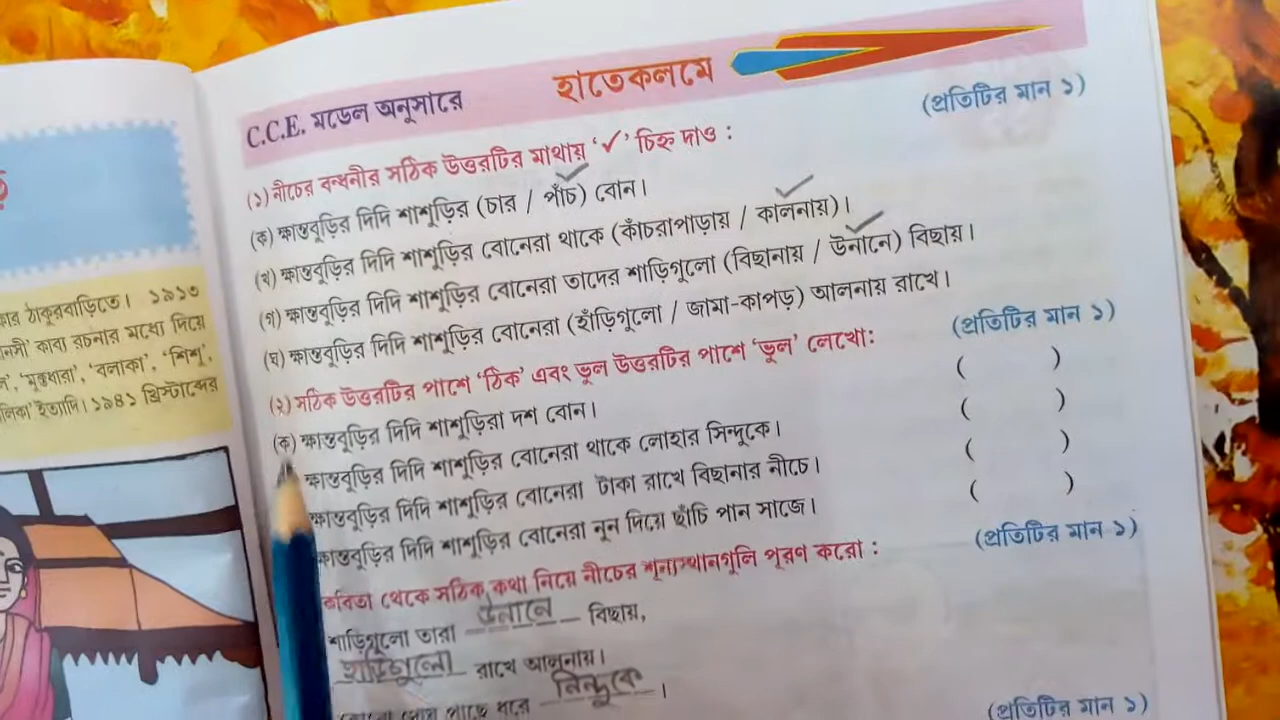 কার ঠাকুরবাড়িতে। ১৯১৩
রচনার মধ্যে দিয়ে
'মুক্তধারা', 'বলাকা', 'শিশু',
ইত্যাদি। ১৯৪১ খ্রিস্টাব্দের
C.C.E. মডেল অনুসারে হাতেকলমে
(১) নীচের বন্ধনীর সঠিক উত্তরটির মাথায় '✓' চিহ্ন দাও : (প্রতিটির মান ১)
(ক) ক্ষান্তবুড়ির দিদি শাশুড়ির (চার / পাঁচ) বোন।
(খ) ক্ষান্তবুড়ির দিদি শাশুড়ির বোনেরা থাকে (কাঁচরাপাড়ায় / কালনায়)।
(গ) ক্ষান্তবুড়ির দিদি শাশুড়ির বোনেরা তাদের শাড়িগুলো (বিছানায় / উনানে) বিছায়।
(ঘ) ক্ষান্তবুড়ির দিদি শাশুড়ির বোনেরা (হাঁড়িগুলো / জামা-কাপড়) আলনায় রাখে।
(২) সঠিক উত্তরটির পাশে 'ঠিক' এবং ভুল উত্তরটির পাশে 'ভুল' লেখো: (প্রতিটির মান ১)
(ক) ক্ষান্তবুড়ির দিদি শাশুড়িরা দশ বোন। ( )
ক্ষান্তবুড়ির দিদি শাশুড়ির বোনেরা থাকে লোহার সিন্দুকে। ( )
ক্ষান্তবুড়ির দিদি শাশুড়ির বোনেরা টাকা রাখে বিছানার নীচে। ( )
ক্ষান্তবুড়ির দিদি শাশুড়ির বোনেরা নুন দিয়ে ছাঁচি পান সাজে। ( )
কবিতা থেকে সঠিক কথা নিয়ে নীচের শূন্যস্থানগুলি পূরণ করো : (প্রতিটির মান ১)
শাড়িগুলো তারা উনানে বিছায়,
হাড়িগুলো রাখে আলনায়।
পাছে ধরে নিন্দুকে।
(প্রতিটির মান ১)